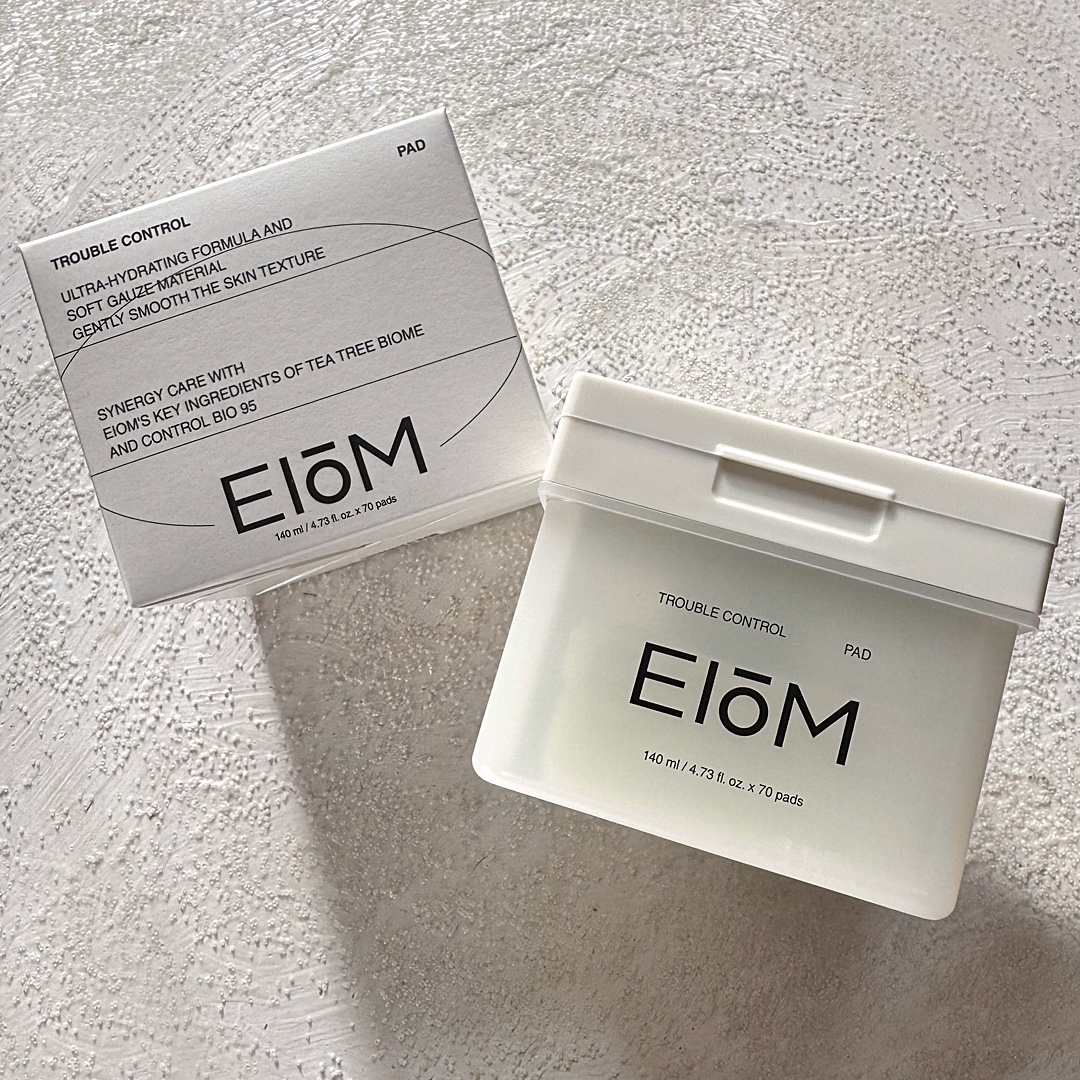 PAD
TROUBLE CONTROL
ULTRA-HYDRATING FORMULA AND
SOFT GAUZE MATERIAL
GENTLY SMOOTH THE SKIN TEXTURE
SYNERGY CARE WITH
EIOM'S KEY INGREDIENTS OF TEA TREE BIOME
AND CONTROL BIO 95
EIōM
140 ml / 4.73 fl. oz. x 70 pads
TROUBLE CONTROL
PAD
EIōM
140 ml / 4.73 fl. oz. x 70 pads